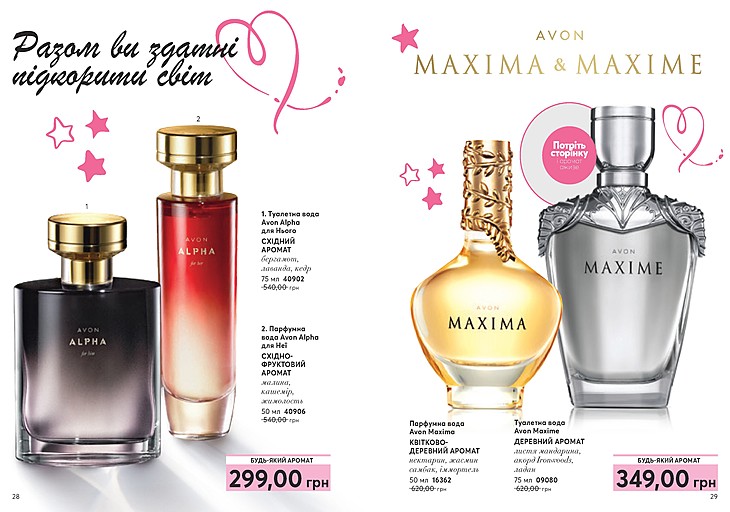 Разом ви здатні
підкорити світ
2
1
AVON
ALPHA
for her
AVON
ALPHA
for him
1. Туалетна вода
Avon Alpha
для Нього
СХІДНИЙ
АРОМАТ
бергамот,
лаванда, кедр
75 мл 40902
540,00 грн
2. Парфумна
вода Avon Alpha
для Неї
СХІДНО-
ФРУКТОВИЙ
АРОМАТ
малина,
кашемір,
жимолость
50 мл 40906
540,00 грн
БУДЬ-ЯКИЙ АРОМАТ
299,00 грн
28
AVON
MAXIMA & MAXIME
Потріть
сторінку
і аромат
оживе
AVON
MAXIMA
AVON
MAXIME
Парфумна вода
Avon Maxima
КВІТКОВО-
ДЕРЕВНИЙ АРОМАТ
нектарин, жасмин
самбак, іммортель
50 мл 16362
620,00 грн
Туалетна вода
Avon Maxime
ДЕРЕВНИЙ АРОМАТ
листя мандарина,
акорд Ironwoods,
ладан
75 мл 09080
620,00 грн
БУДЬ-ЯКИЙ АРОМАТ
349,00 грн
29